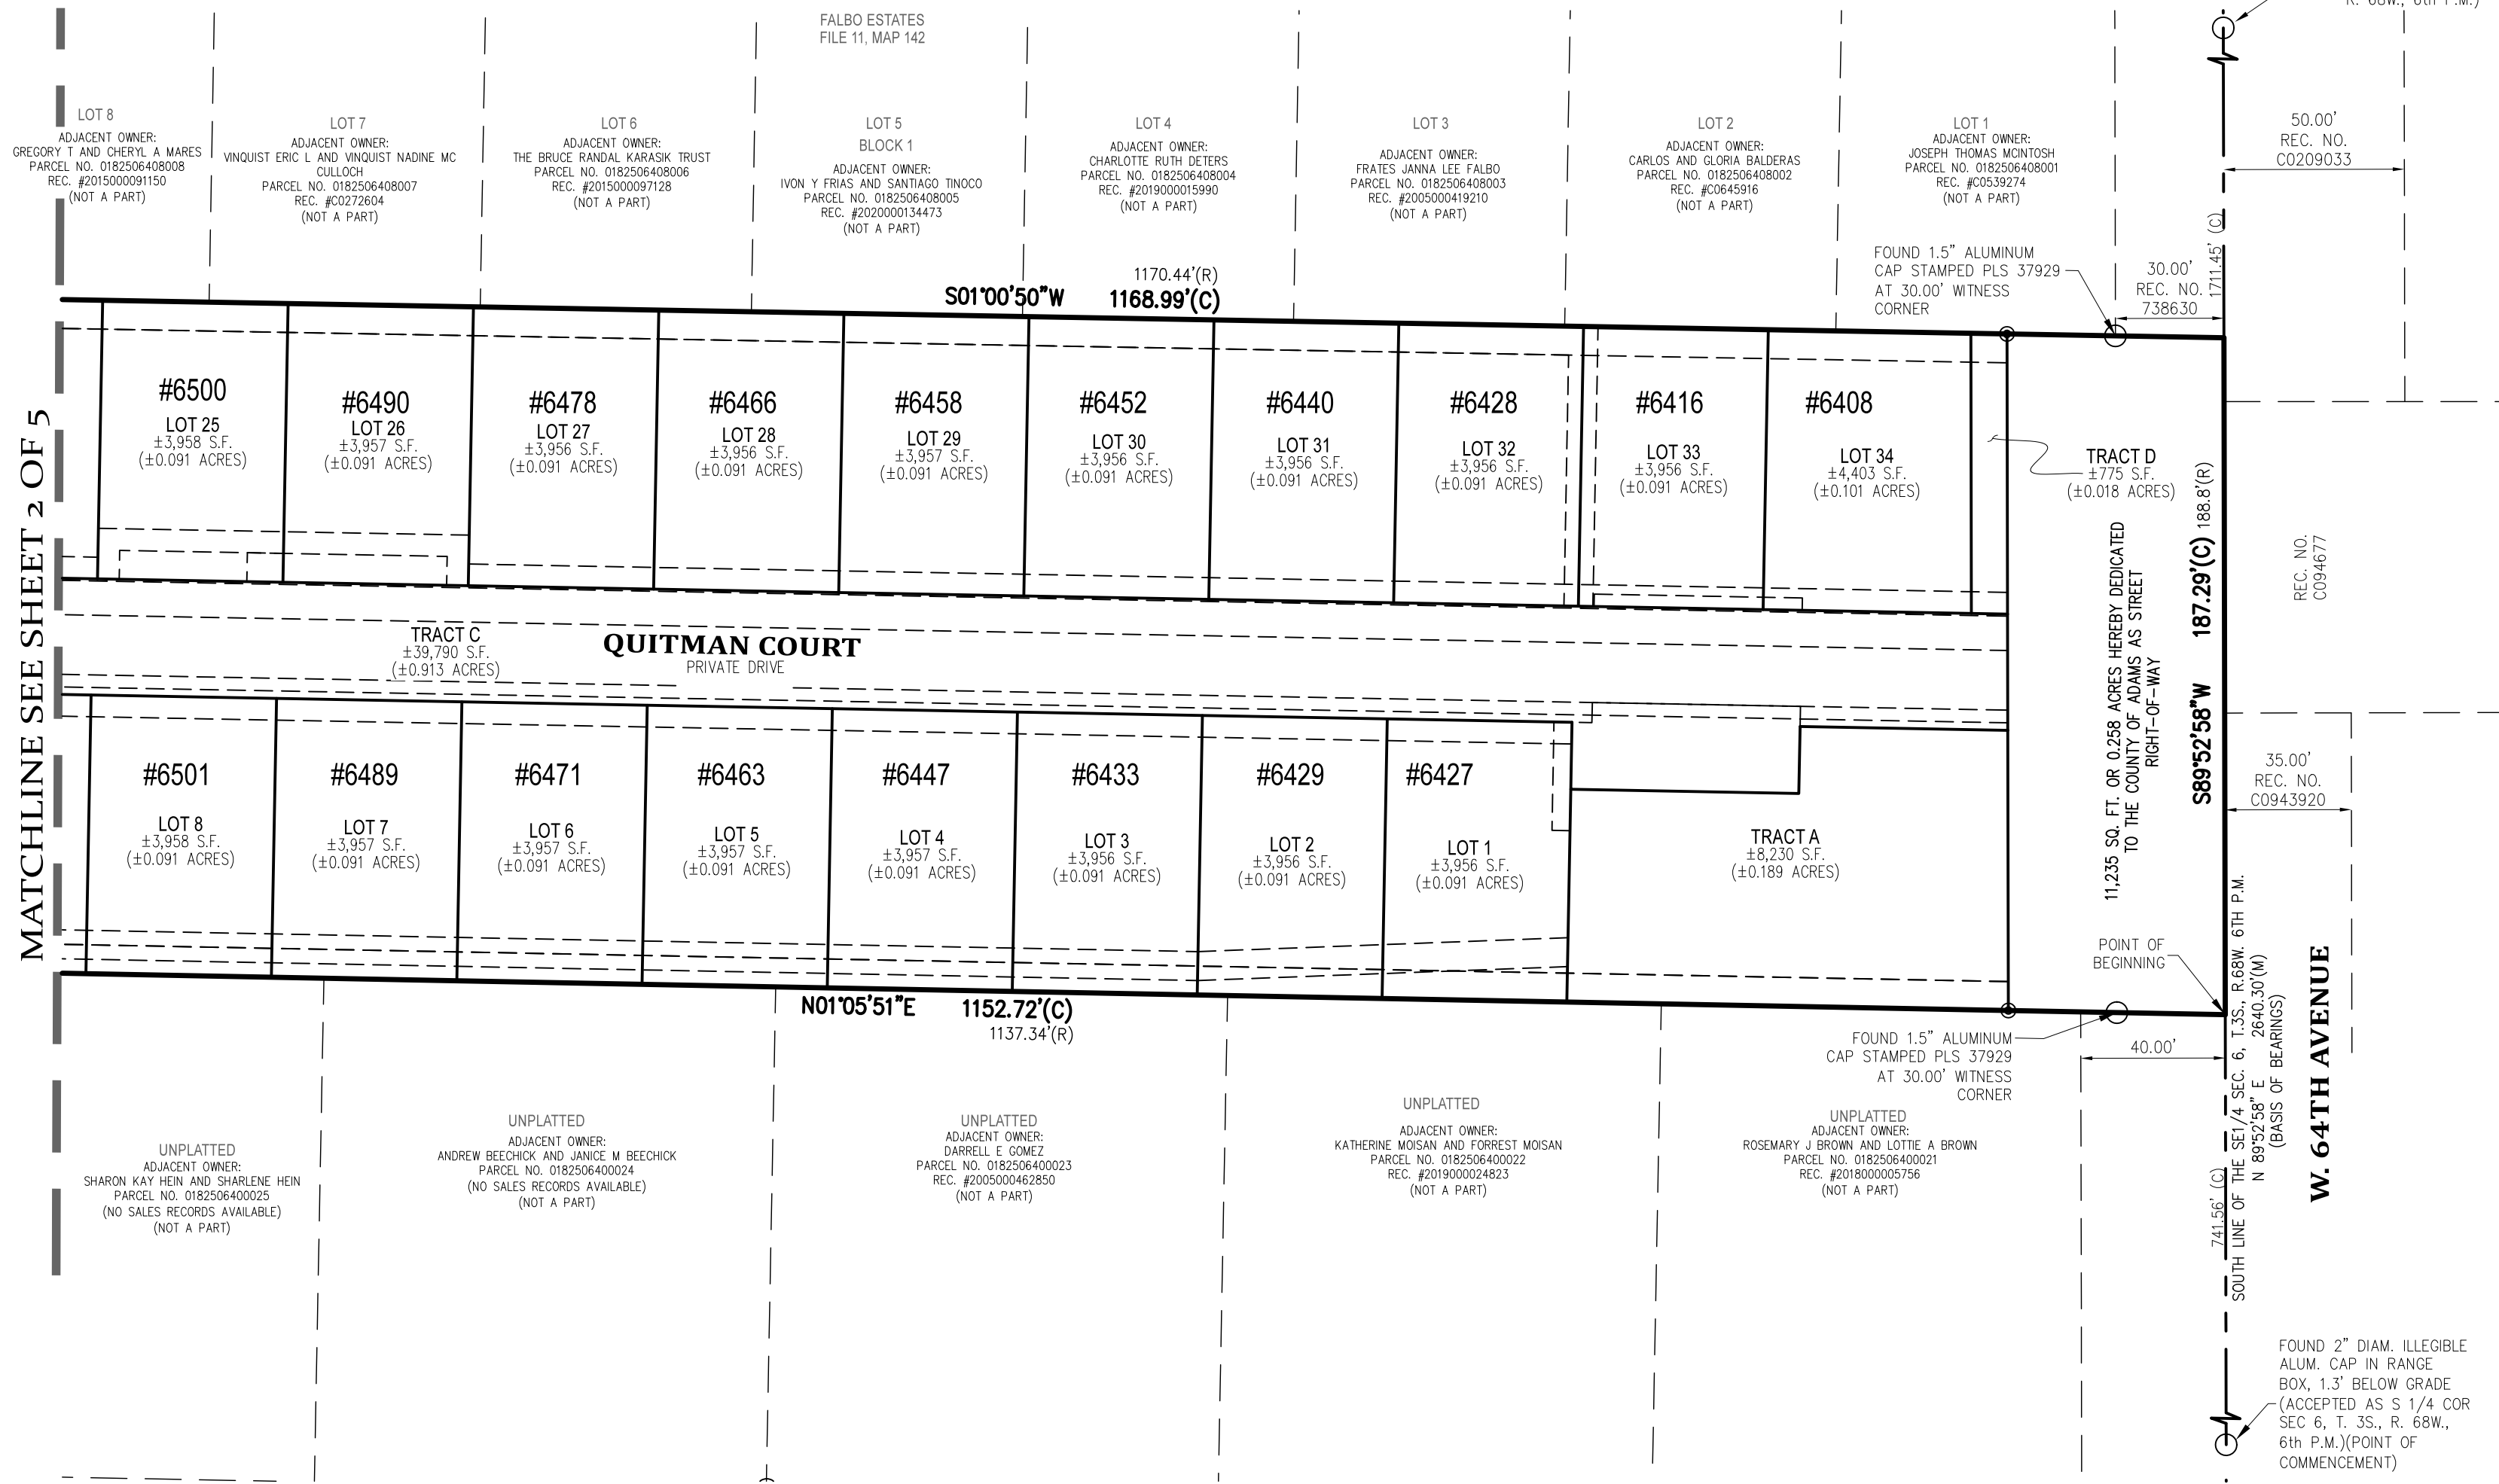 FALBO ESTATES
FILE 11, MAP 142
LOT 8
ADJACENT OWNER:
GREGORY T AND CHERYL A MARES
PARCEL NO. 0182506408008
REC. #2015000091150
(NOT A PART)
LOT 7
ADJACENT OWNER:
VINQUIST ERIC L AND VINQUIST NADINE MC
CULLOCH
PARCEL NO. 0182506408007
REC. #C0272604
(NOT A PART)
LOT 6
ADJACENT OWNER:
THE BRUCE RANDAL KARASIK TRUST
PARCEL NO. 0182506408006
REC. #2015000097128
(NOT A PART)
LOT 5
BLOCK 1
ADJACENT OWNER:
IVON Y FRIAS AND SANTIAGO TINOCO
PARCEL NO. 0182506408005
REC. #2020000134473
(NOT A PART)
LOT 4
ADJACENT OWNER:
CHARLOTTE RUTH DETERS
PARCEL NO. 0182506408004
REC. #2019000015990
(NOT A PART)
LOT 3
ADJACENT OWNER:
FRATES JANNA LEE FALBO
PARCEL NO. 0182506408003
REC. #2005000419210
(NOT A PART)
LOT 2
ADJACENT OWNER:
CARLOS AND GLORIA BALDERAS
PARCEL NO. 0182506408002
REC. #C0645916
(NOT A PART)
LOT 1
ADJACENT OWNER:
JOSEPH THOMAS MCINTOSH
PARCEL NO. 0182506408001
REC. #C0539274
(NOT A PART)
50.00'
REC. NO.
C0209033
1711.45' (C)
FOUND 1.5" ALUMINUM
CAP STAMPED PLS 37929
AT 30.00' WITNESS
CORNER
30.00'
REC. NO.
738630
1170.44'(R)
S01°00'50"W 1168.99'(C)
MATCHLINE SEE SHEET 2 OF 5
#6500
LOT 25
±3,958 S.F.
(±0.091 ACRES)
#6490
LOT 26
±3,957 S.F.
(±0.091 ACRES)
#6478
LOT 27
±3,956 S.F.
(±0.091 ACRES)
#6466
LOT 28
±3,956 S.F.
(±0.091 ACRES)
#6458
LOT 29
±3,957 S.F.
(±0.091 ACRES)
#6452
LOT 30
±3,956 S.F.
(±0.091 ACRES)
#6440
LOT 31
±3,956 S.F.
(±0.091 ACRES)
#6428
LOT 32
±3,956 S.F.
(±0.091 ACRES)
#6416
LOT 33
±3,956 S.F.
(±0.091 ACRES)
#6408
LOT 34
±4,403 S.F.
(±0.101 ACRES)
TRACT D
±775 S.F.
(±0.018 ACRES)
11,235 SQ. FT. OR 0.258 ACRES HEREBY DEDICATED
TO THE COUNTY OF ADAMS AS STREET
RIGHT-OF-WAY
S89°52'58"W 187.29'(C) 188.8'(R)
REC. NO.
C094677
TRACT C
±39,790 S.F.
(±0.913 ACRES)
QUITMAN COURT
PRIVATE DRIVE
#6501
LOT 8
±3,958 S.F.
(±0.091 ACRES)
#6489
LOT 7
±3,957 S.F.
(±0.091 ACRES)
#6471
LOT 6
±3,957 S.F.
(±0.091 ACRES)
#6463
LOT 5
±3,957 S.F.
(±0.091 ACRES)
#6447
LOT 4
±3,957 S.F.
(±0.091 ACRES)
#6433
LOT 3
±3,956 S.F.
(±0.091 ACRES)
#6429
LOT 2
±3,956 S.F.
(±0.091 ACRES)
#6427
LOT 1
±3,956 S.F.
(±0.091 ACRES)
TRACT A
±8,230 S.F.
(±0.189 ACRES)
35.00'
REC. NO.
C0943920
POINT OF
BEGINNING
N01°05'51"E 1152.72'(C)
1137.34'(R)
FOUND 1.5" ALUMINUM
CAP STAMPED PLS 37929
AT 30.00' WITNESS
CORNER
40.00'
741.56' (C)
SOUTH LINE OF THE SE1/4 SEC. 6, T.3S., R.68W. 6TH P.M.
N 89°52'58" E 2640.30'(M)
(BASIS OF BEARINGS)
W. 64TH AVENUE
UNPLATTED
ADJACENT OWNER:
SHARON KAY HEIN AND SHARLENE HEIN
PARCEL NO. 0182506400025
(NO SALES RECORDS AVAILABLE)
(NOT A PART)
UNPLATTED
ADJACENT OWNER:
ANDREW BEECHICK AND JANICE M BEECHICK
PARCEL NO. 0182506400024
(NO SALES RECORDS AVAILABLE)
(NOT A PART)
UNPLATTED
ADJACENT OWNER:
DARRELL E GOMEZ
PARCEL NO. 0182506400023
REC. #2005000462850
(NOT A PART)
UNPLATTED
ADJACENT OWNER:
KATHERINE MOISAN AND FORREST MOISAN
PARCEL NO. 0182506400022
REC. #2019000024823
(NOT A PART)
UNPLATTED
ADJACENT OWNER:
ROSEMARY J BROWN AND LOTTIE A BROWN
PARCEL NO. 0182506400021
REC. #2018000005756
(NOT A PART)
FOUND 2" DIAM. ILLEGIBLE
ALUM. CAP IN RANGE
BOX, 1.3' BELOW GRADE
(ACCEPTED AS S 1/4 COR
SEC 6, T. 3S., R. 68W.,
6th P.M.)(POINT OF
COMMENCEMENT)